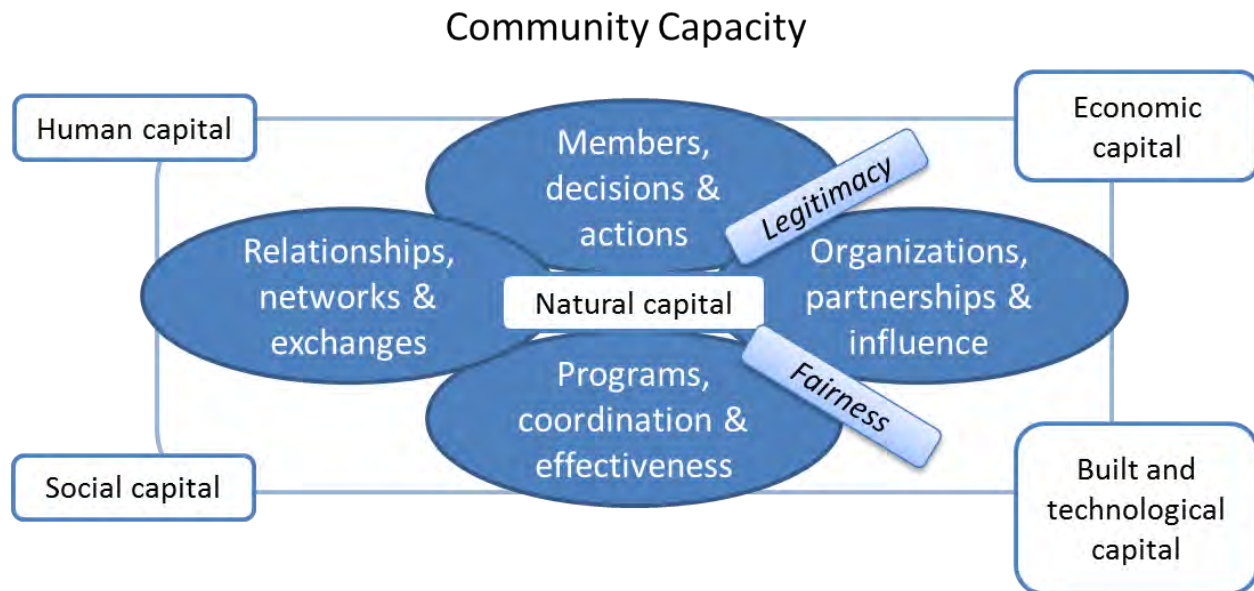 Community Capacity
Human capital
Economic
capital
Members,
decisions &
actions
Legitimacy
Relationships,
networks &
exchanges
Natural capital
Organizations,
partnerships &
influence
Programs,
coordination &
effectiveness
Fairness
Social capital
Built and
technological
capital